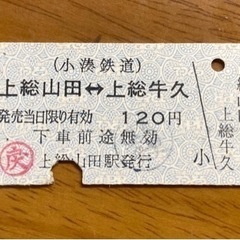 (小湊鉄道)
上総山田↔上総牛久
発売当日限り有効 120円
下車前途無効
上総山田駅発行
小
上総牛久